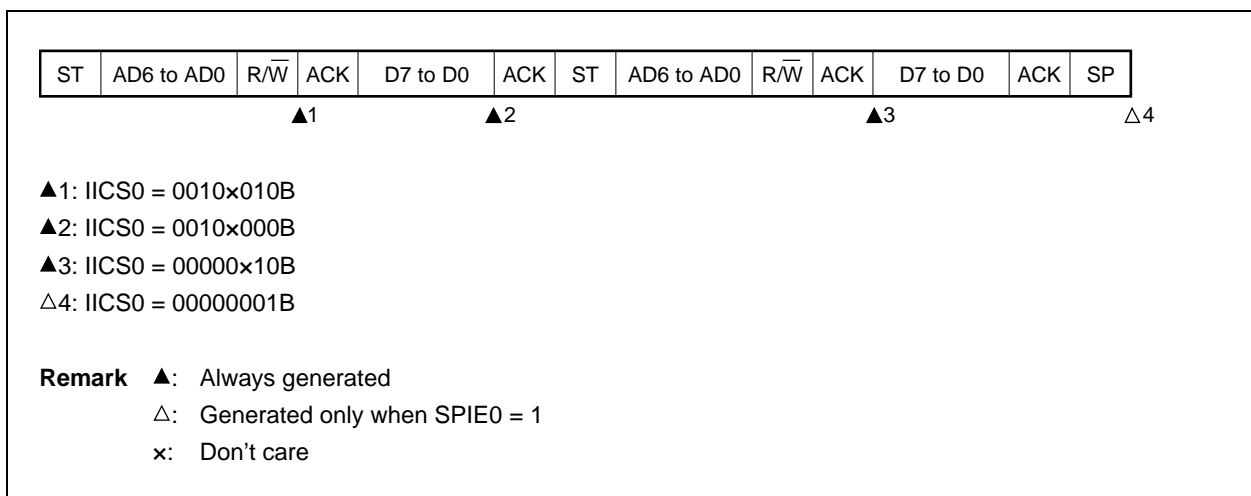 ST AD6 to AD0 R/W̅ ACK D7 to D0 ACK ST AD6 to AD0 R/W̅ ACK D7 to D0 ACK SP
▲1 ▲2 ▲3 △4
▲1: IICS0 = 0010×010B
▲2: IICS0 = 0010×000B
▲3: IICS0 = 00000×10B
△4: IICS0 = 00000001B
Remark ▲: Always generated
△: Generated only when SPIE0 = 1
×: Don't care